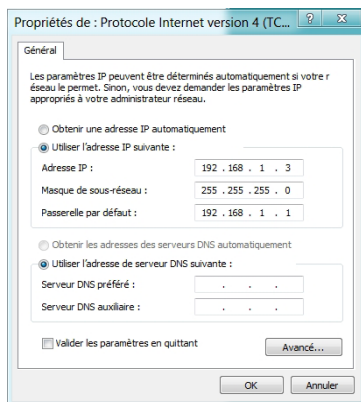 Propriétés de : Protocole Internet version 4 (TC...
Général
Les paramètres IP peuvent être déterminés automatiquement si votre r
éseau le permet. Sinon, vous devez demander les paramètres IP
appropriés à votre administrateur réseau.
Obtenir une adresse IP automatiquement
Utiliser l'adresse IP suivante :
Adresse IP : 192 . 168 . 1 . 3
Masque de sous-réseau : 255 . 255 . 255 . 0
Passerelle par défaut : 192 . 168 . 1 . 1
Obtenir les adresses des serveurs DNS automatiquement
Utiliser l'adresse de serveur DNS suivante :
Serveur DNS préféré : . . .
Serveur DNS auxiliaire : . . .
Valider les paramètres en quittant
Avancé...
OK Annuler